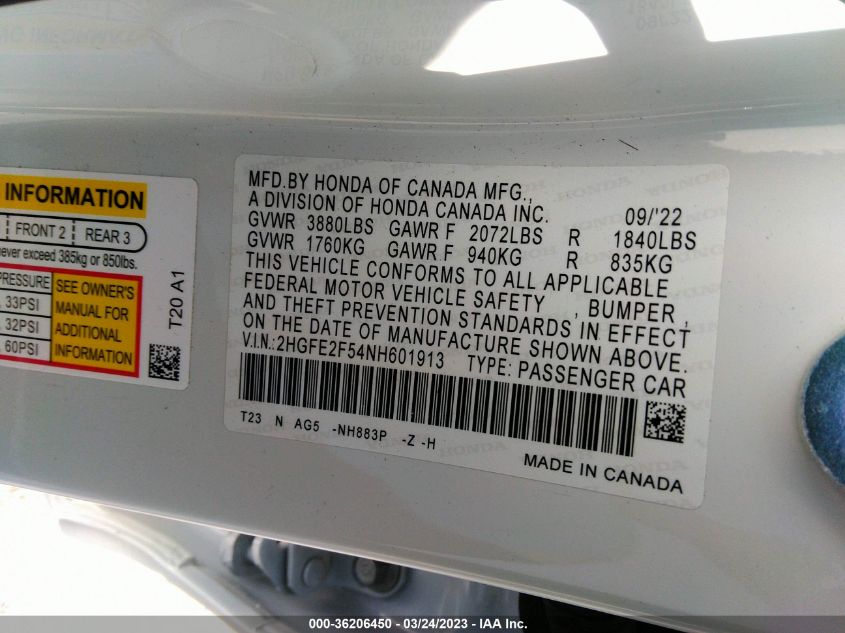 INFORMATION
FRONT 2 REAR 3
never exceed 385kg or 850lbs.
PRESSURE
33PSI
32PSI
60PSI
SEE OWNER'S
MANUAL FOR
ADDITIONAL
INFORMATION
T20 A1
MFD.BY HONDA OF CANADA MFG.,
A DIVISION OF HONDA CANADA INC. 09/'22
GVWR 3880LBS GAWR F 2072LBS R 1840LBS
GVWR 1760KG GAWR F 940KG R 835KG
THIS VEHICLE CONFORMS TO ALL APPLICABLE
FEDERAL MOTOR VEHICLE SAFETY , BUMPER ,
AND THEFT PREVENTION STANDARDS IN EFFECT
ON THE DATE OF MANUFACTURE SHOWN ABOVE.
V.I.N.:2HGFE2F54NH601913 TYPE: PASSENGER CAR
T23 N AG5 -NH883P -Z -H
MADE IN CANADA
000-36206450 - 03/24/2023 - IAA Inc.